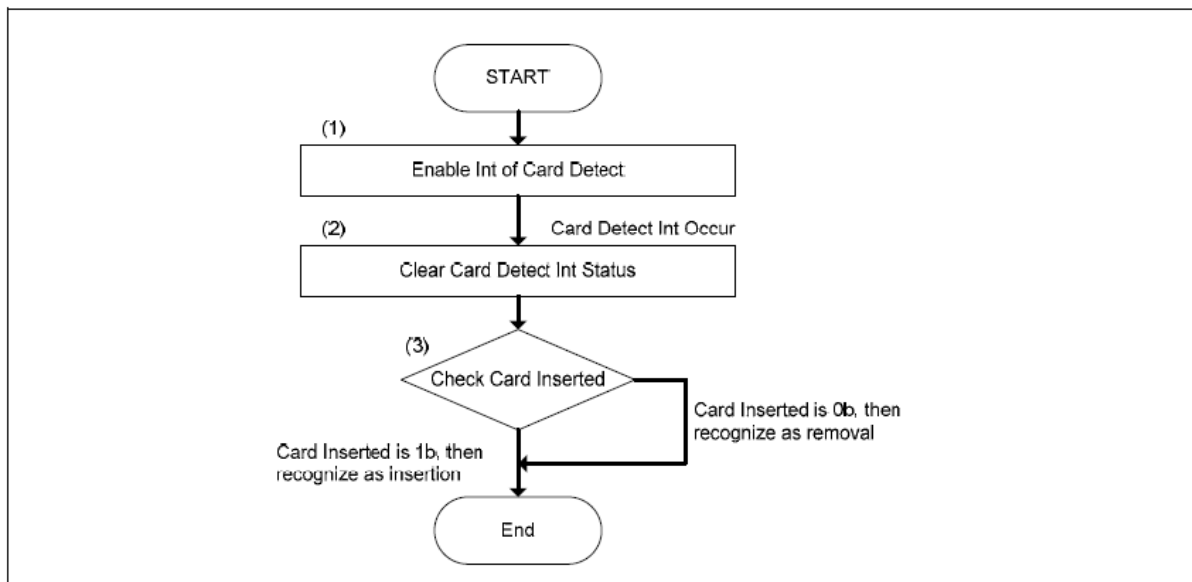 START
(1)
Enable Int of Card Detect
Card Detect Int Occur
(2)
Clear Card Detect Int Status
(3)
Check Card Inserted
Card Inserted is 0b, then
recognize as removal
Card Inserted is 1b, then
recognize as insertion
End